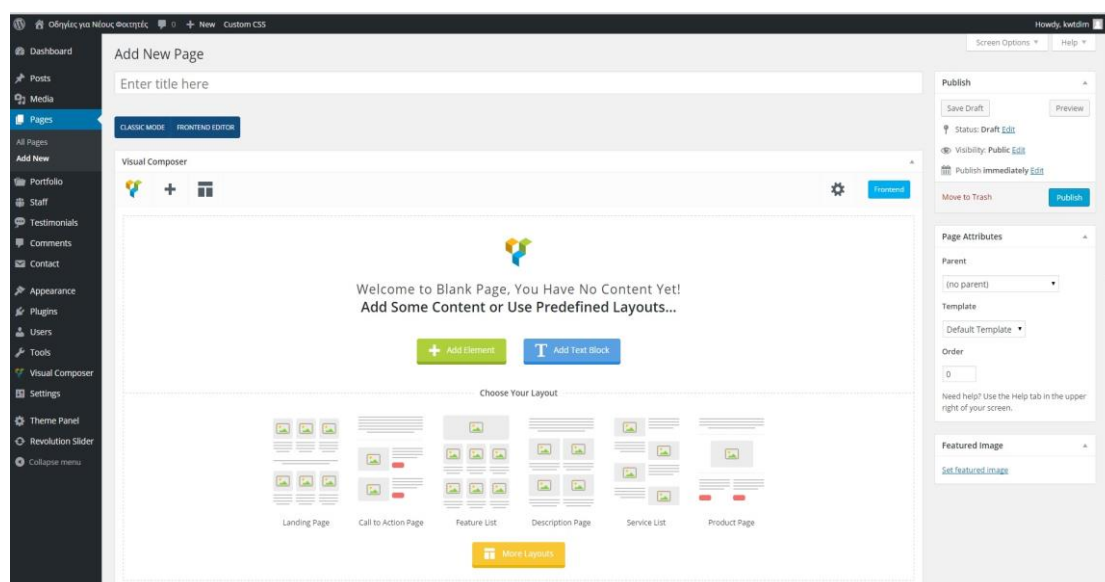 Οδηγίες για Νέους Φοιτητές 0 + New Custom CSS Howdy, kwtdim
Dashboard
Posts
Media
Pages
All Pages
Add New
Portfolio
Staff
Testimonials
Comments
Contact
Appearance
Plugins
Users
Tools
Visual Composer
Settings
Theme Panel
Revolution Slider
Collapse menu
Screen Options Help
Add New Page
Enter title here
CLASSIC MODE FRONTEND EDITOR
Visual Composer
Frontend
Welcome to Blank Page, You Have No Content Yet!
Add Some Content or Use Predefined Layouts...
Add Element T Add Text Block
Choose Your Layout
Landing Page Call to Action Page Feature List Description Page Service List Product Page
More Layouts
Publish
Save Draft Preview
Status: Draft Edit
Visibility: Public Edit
Publish immediately Edit
Move to Trash Publish
Page Attributes
Parent
(no parent)
Template
Default Template
Order
0
Need help? Use the Help tab in the upper
right of your screen.
Featured Image
Set featured image